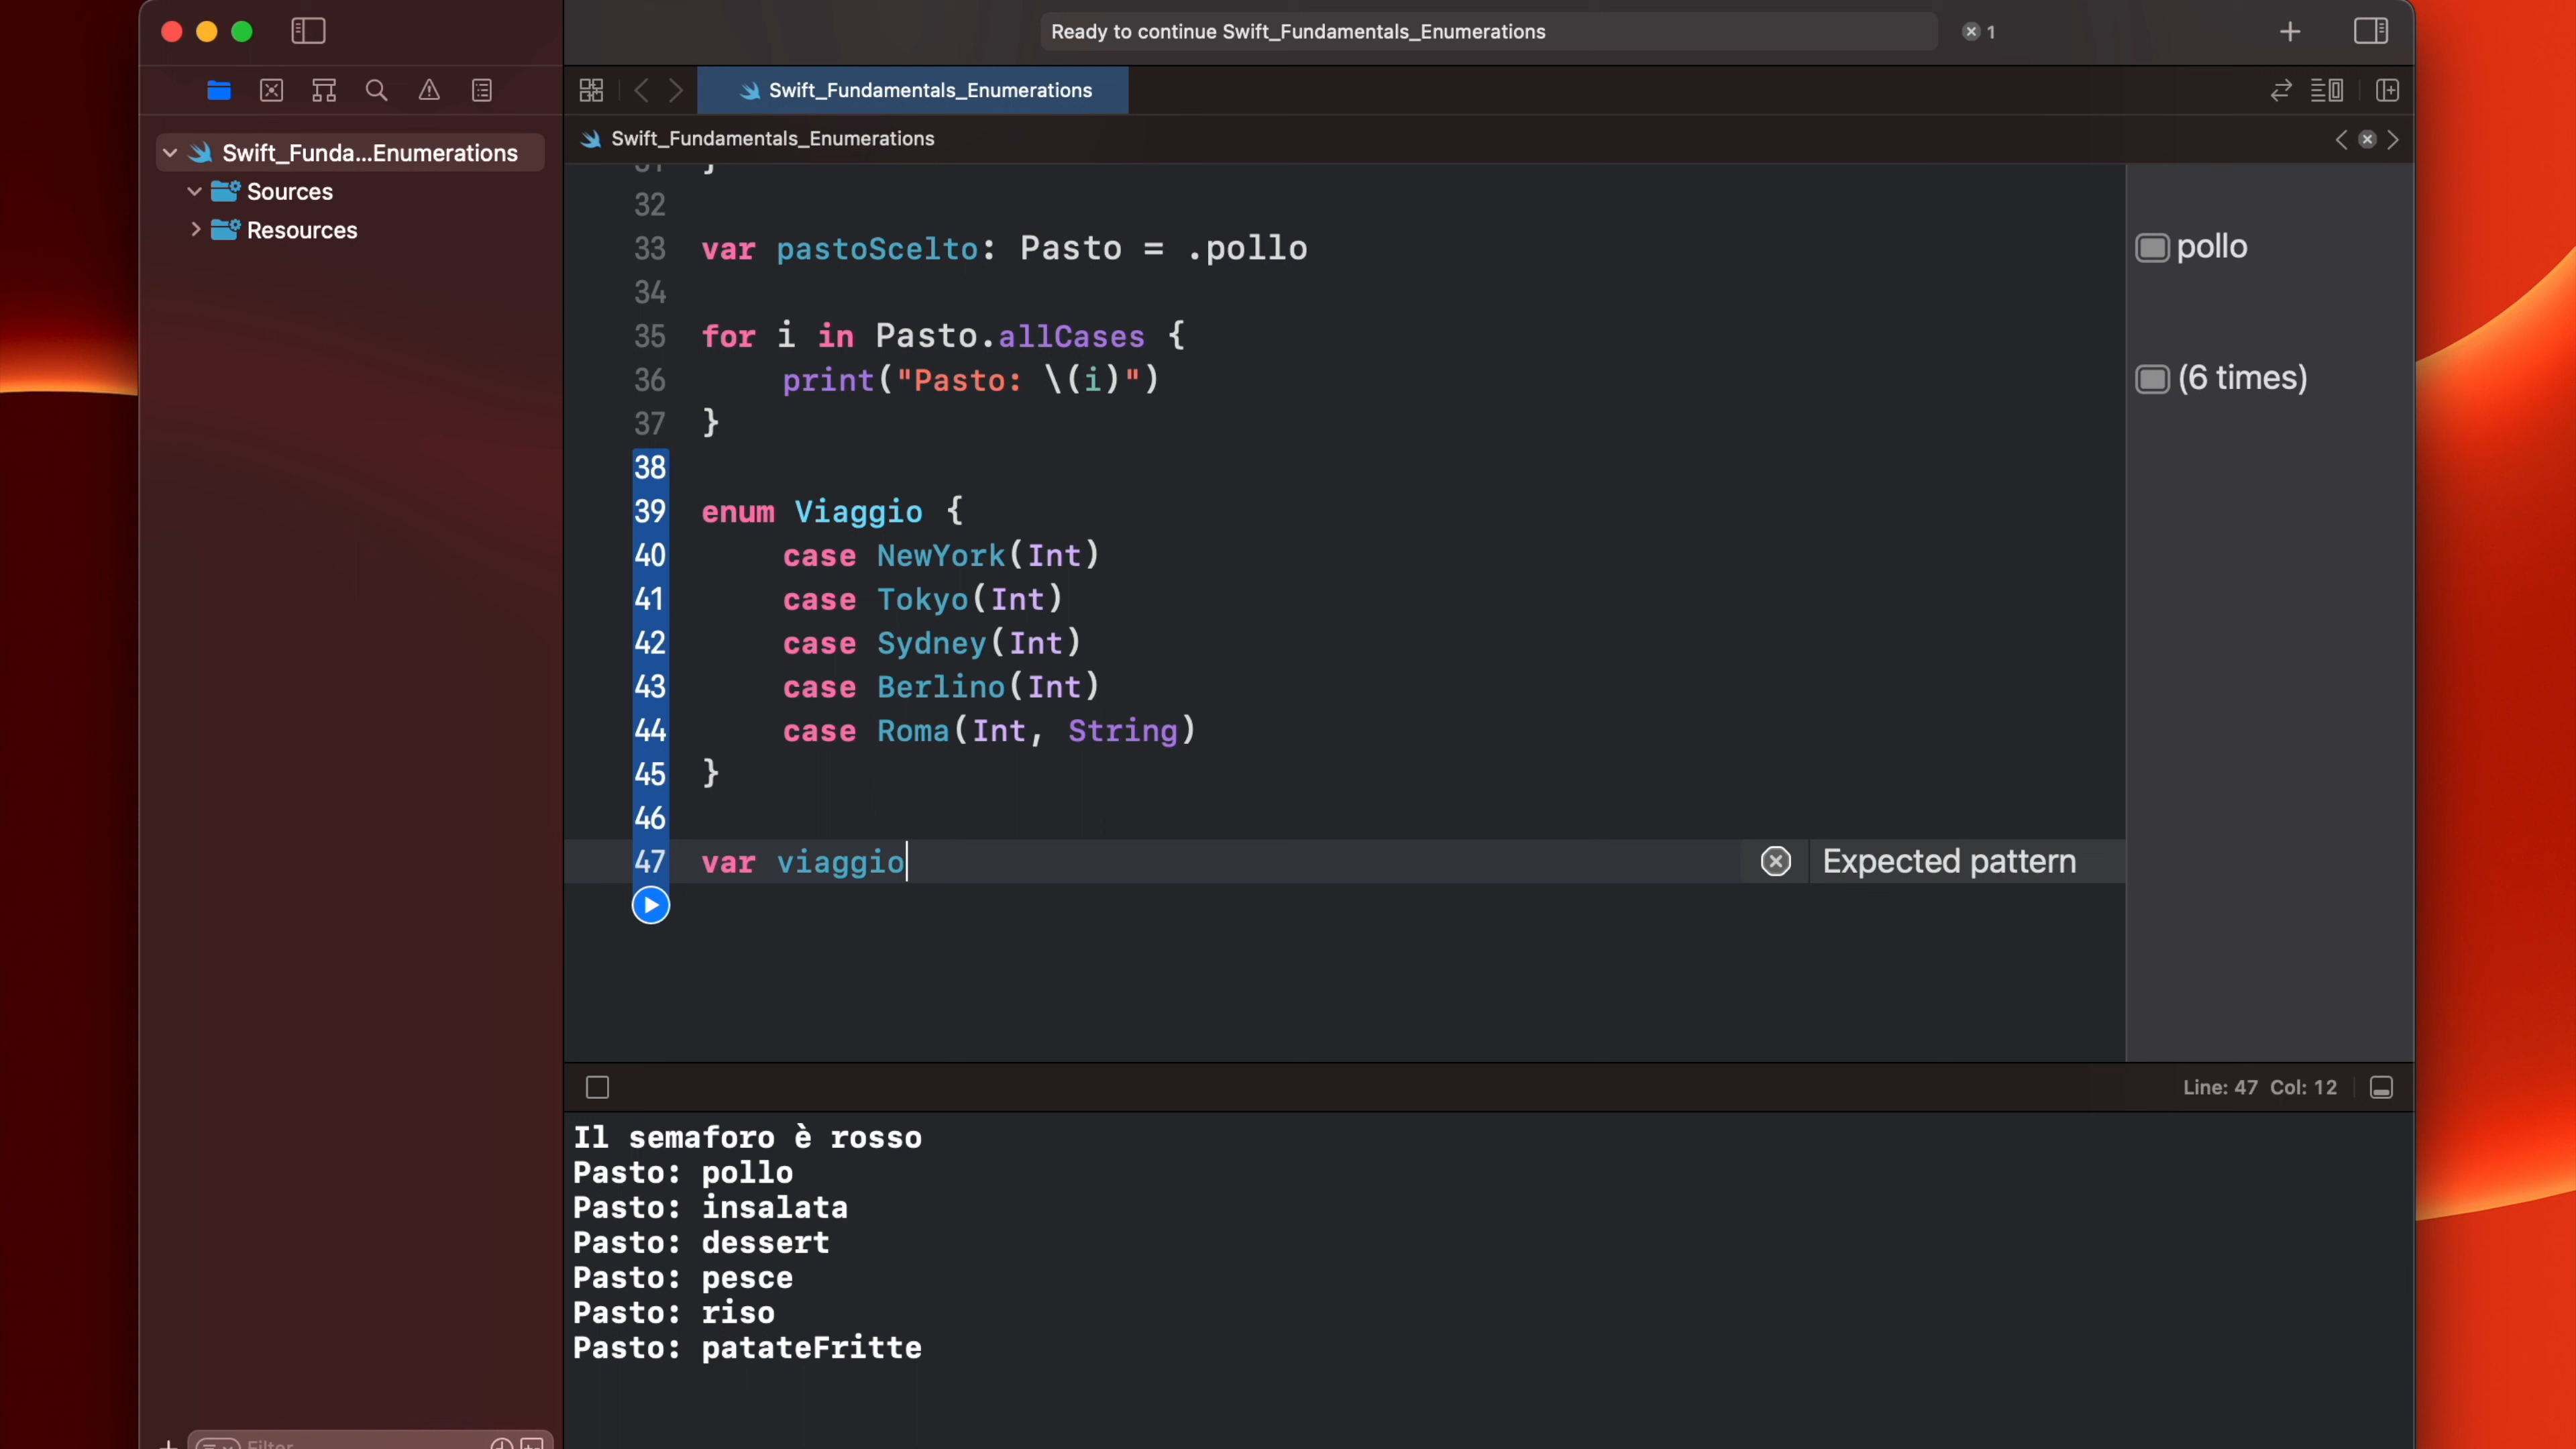 Ready to continue Swift_Fundamentals_Enumerations
1
Swift_Fundamentals_Enumerations
Swift_Funda...Enumerations
Sources
Resources
Swift_Fundamentals_Enumerations
31 }
32
33 var pastoScelto: Pasto = .pollo
pollo
34
35 for i in Pasto.allCases {
36 print("Pasto: \(i)")
(6 times)
37 }
38
39 enum Viaggio {
40 case NewYork(Int)
41 case Tokyo(Int)
42 case Sydney(Int)
43 case Berlino(Int)
44 case Roma(Int, String)
45 }
46
47 var viaggio
Expected pattern
Line: 47 Col: 12
Il semaforo è rosso
Pasto: pollo
Pasto: insalata
Pasto: dessert
Pasto: pesce
Pasto: riso
Pasto: patateFritte
Filter